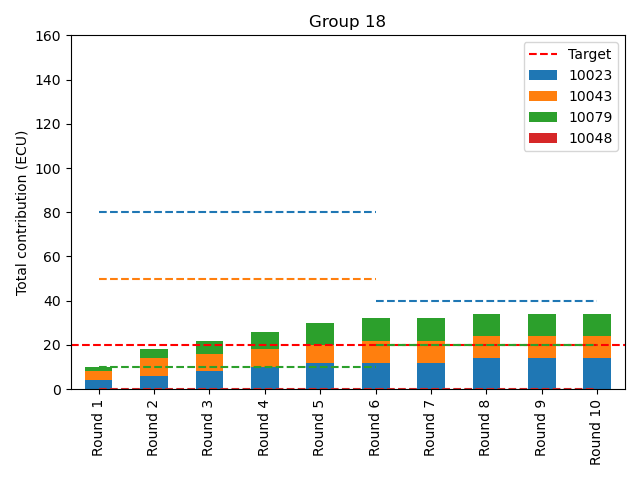 Group 18
Total contribution (ECU)
160
140
120
100
80
60
40
20
0
Target
10023
10043
10079
10048
Round 1
Round 2
Round 3
Round 4
Round 5
Round 6
Round 7
Round 8
Round 9
Round 10